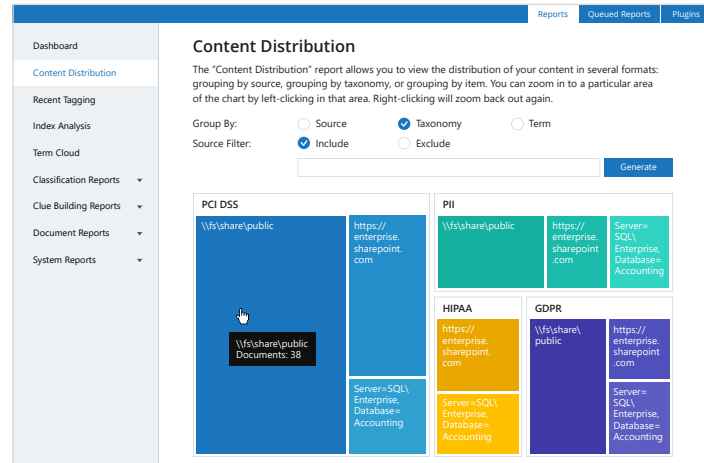 Reports Queued Reports Plugins
Dashboard
Content Distribution
Recent Tagging
Index Analysis
Term Cloud
Classification Reports
Clue Building Reports
Document Reports
System Reports
Content Distribution
The “Content Distribution” report allows you to view the distribution of your content in several formats:
grouping by source, grouping by taxonomy, or grouping by item. You can zoom in to a particular area
of the chart by left-clicking in that area. Right-clicking will zoom back out again.
Group By: Source Taxonomy Term
Source Filter: Include Exclude
Generate
PCI DSS
\\fs\share\public
\\fs\share\public
Documents: 38
https://
enterprise.
sharepoint.
com
Server=SQL\
Enterprise,
Database=
Accounting
PII
\\fs\share\public
https://
enterprise.
sharepoint
.com
Server=
SQL\
Enterprise,
Database=
Accounting
HIPAA
https://
enterprise.
sharepoint.
com
Server=SQL\
Enterprise,
Database=
Accounting
GDPR
\\fs\share\
public
https://
enterprise.
sharepoint
.com
Server=
SQL\
Enterprise,
Database=
Accounting